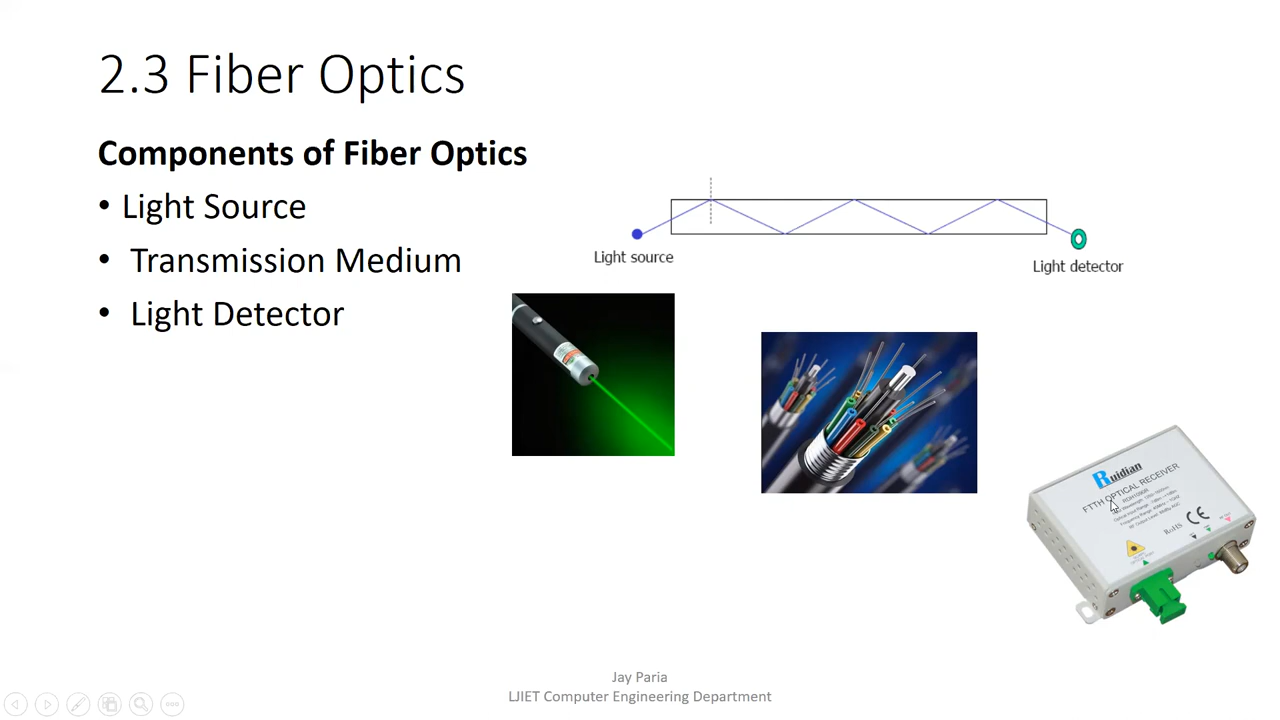 2.3 Fiber Optics
Components of Fiber Optics
• Light Source
• Transmission Medium
• Light Detector
Light source
Light detector
Ruidian
FTTH OPTICAL RECEIVER
CE
RoHS
Jay Paria
LJIET Computer Engineering Department